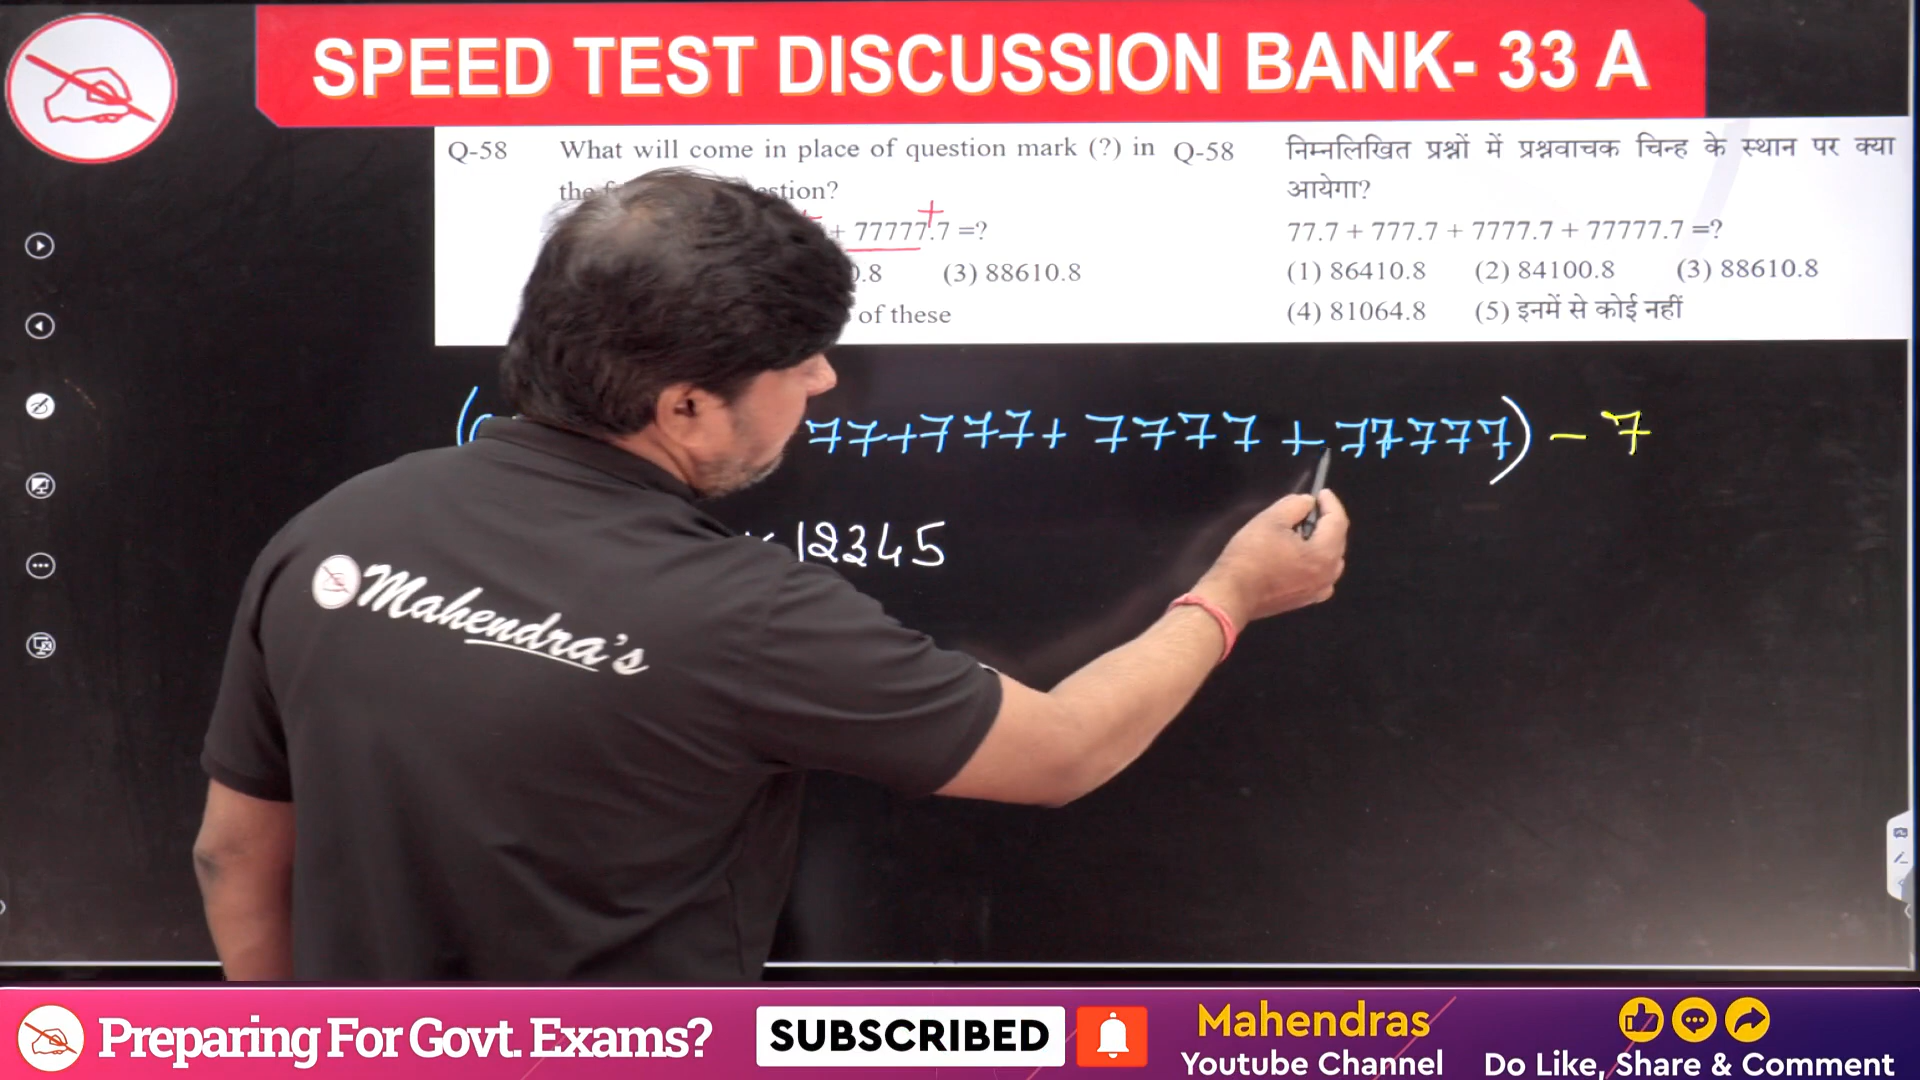 SPEED TEST DISCUSSION BANK- 33 A
Q-58 What will come in place of question mark (?) in
the stion?
+ 77777.7 =?
0.8 (3) 88610.8
of these
Q-58 निम्नलिखित प्रश्नों में प्रश्नवाचक चिन्ह के स्थान पर क्या
आयेगा?
77.7 + 777.7 + 7777.7 + 77777.7 =?
(1) 86410.8 (2) 84100.8 (3) 88610.8
(4) 81064.8 (5) इनमें से कोई नहीं
( 77+777+ 7777 +77777) - 7
× 12345
Mahendra's
Preparing For Govt. Exams?
SUBSCRIBED
Mahendras
Youtube Channel
Do Like, Share & Comment